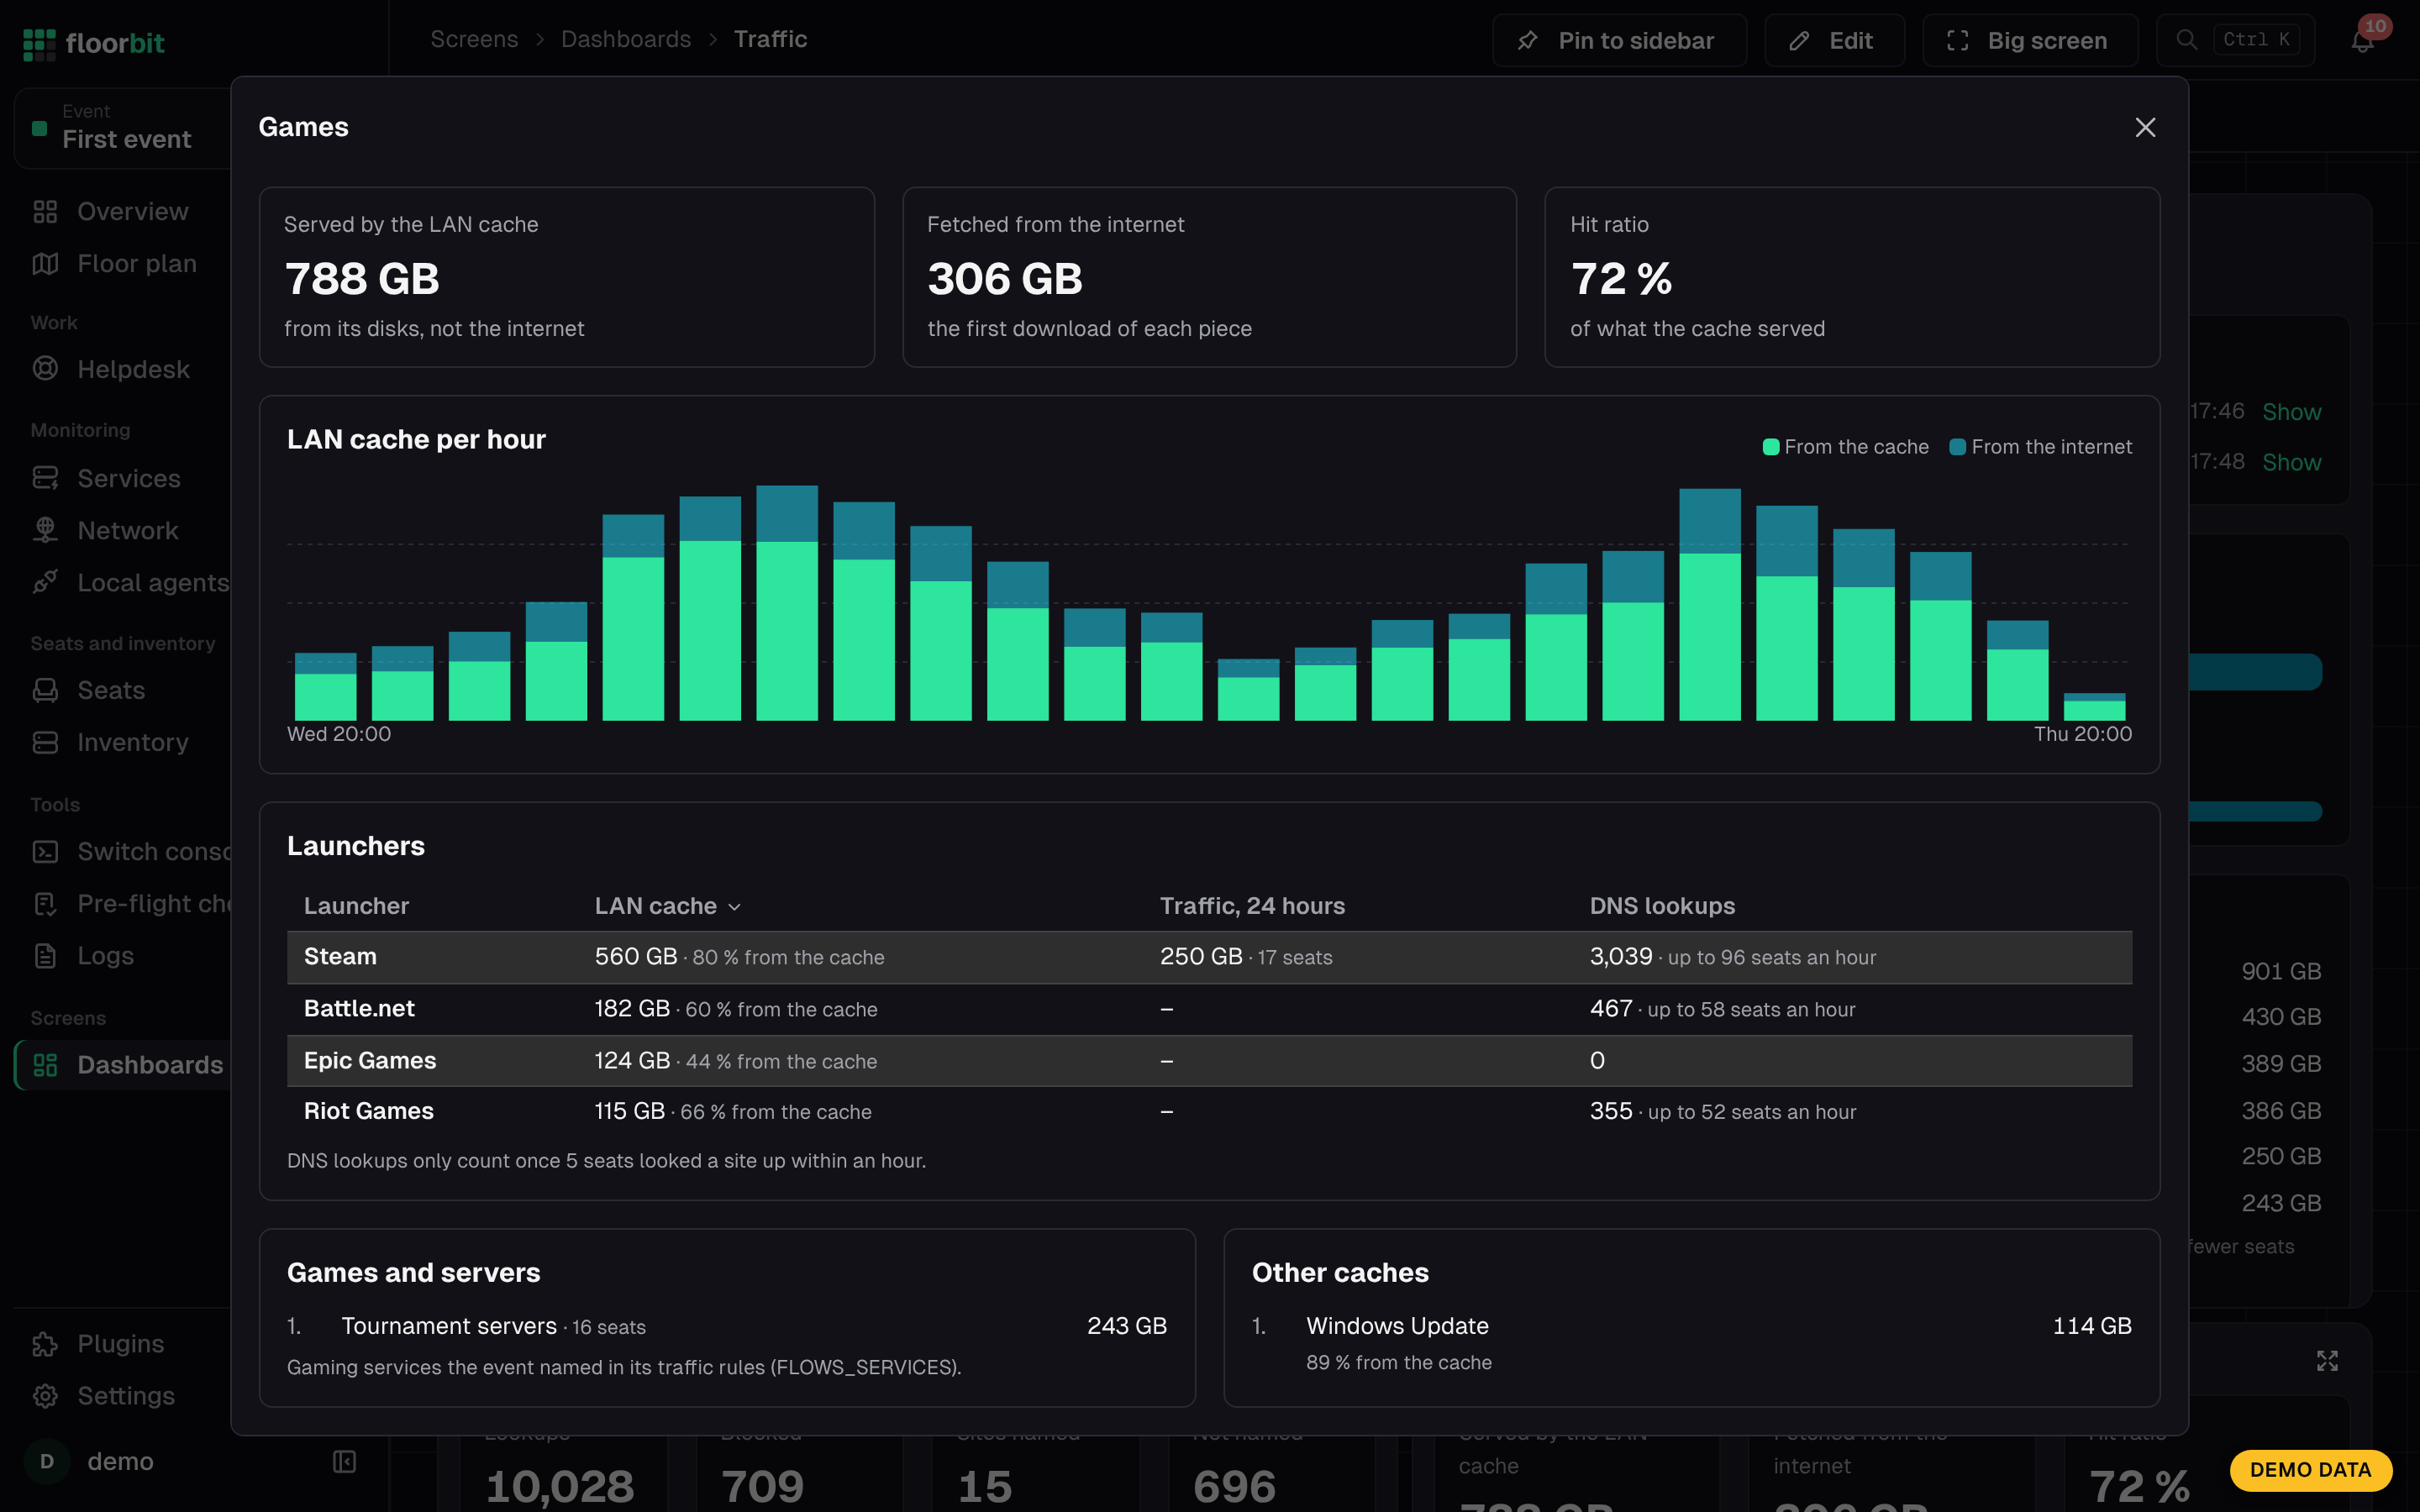 floorbit
Screens > Dashboards > Traffic
Pin to sidebar
Edit
Big screen
Ctrl K
10
Event
First event
Overview
Floor plan
Work
Helpdesk
Monitoring
Services
Network
Local agents
Seats and inventory
Seats
Inventory
Tools
Switch
Pre-flight
Logs
Screens
Dashboards
Plugins
Settings
D
demo
Games
Served by the LAN cache
788 GB
from its disks, not the internet
Fetched from the internet
306 GB
the first download of each piece
Hit ratio
72 %
of what the cache served
LAN cache per hour
From the cache
From the internet
Wed 20:00
Thu 20:00
Launchers
Launcher LAN cache Traffic, 24 hours DNS lookups
Steam 560 GB · 80 % from the cache 250 GB · 17 seats 3,039 · up to 96 seats an hour
Battle.net 182 GB · 60 % from the cache – 467 · up to 58 seats an hour
Epic Games 124 GB · 44 % from the cache – 0
Riot Games 115 GB · 66 % from the cache – 355 · up to 52 seats an hour
DNS lookups only count once 5 seats looked a site up within an hour.
Games and servers
1. Tournament servers · 16 seats 243 GB
Gaming services the event named in its traffic rules (FLOWS_SERVICES).
Other caches
1. Windows Update 114 GB
89 % from the cache
17:46 Show
17:48 Show
901 GB
430 GB
389 GB
386 GB
250 GB
243 GB
fewer seats
10,028
709
15
696
cache
internet
72 %
DEMO DATA